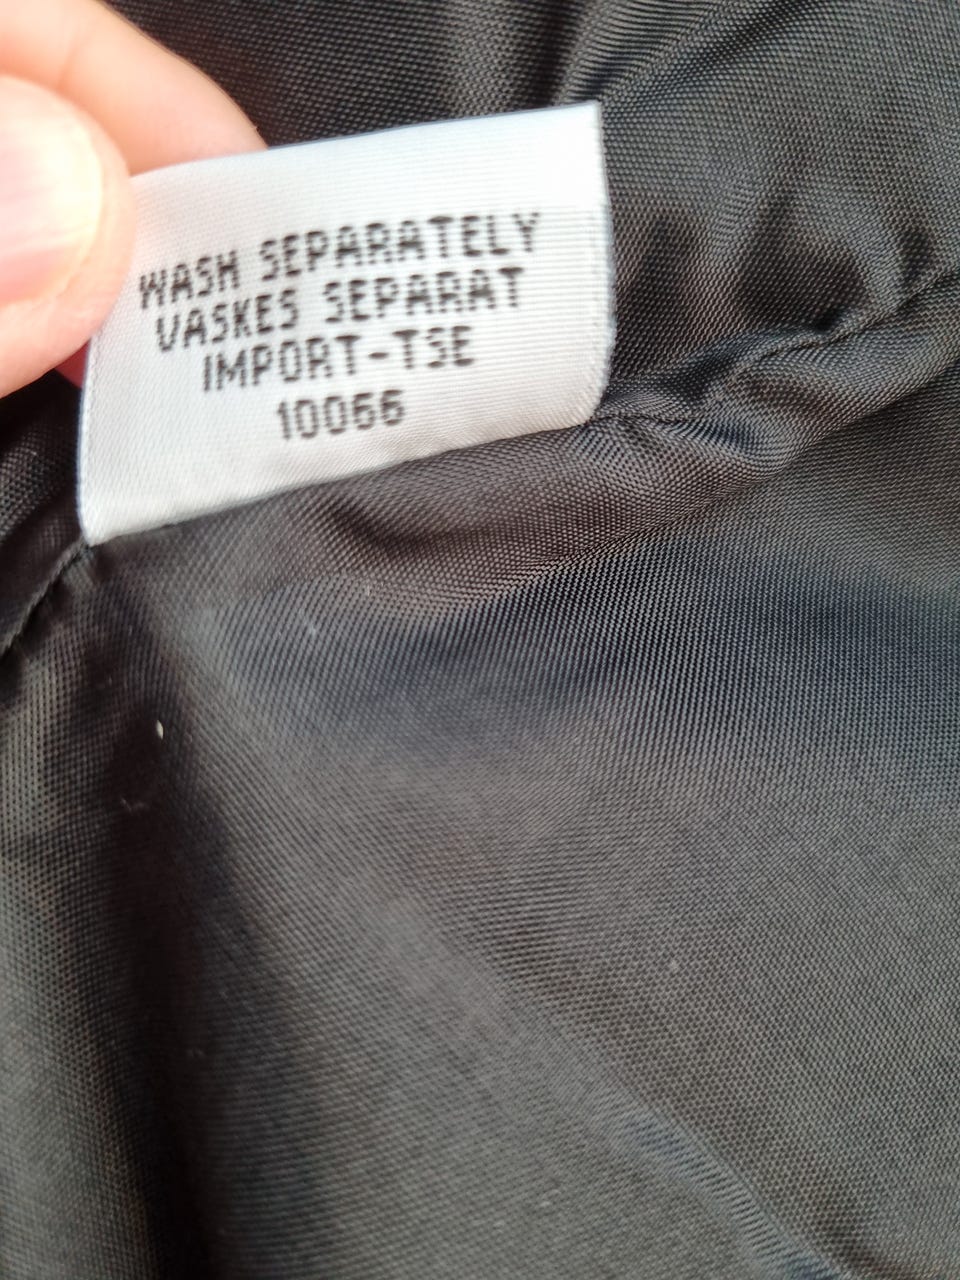 WASH SEPARATELY
VASKES SEPARAT
IMPORT-TSE
10066